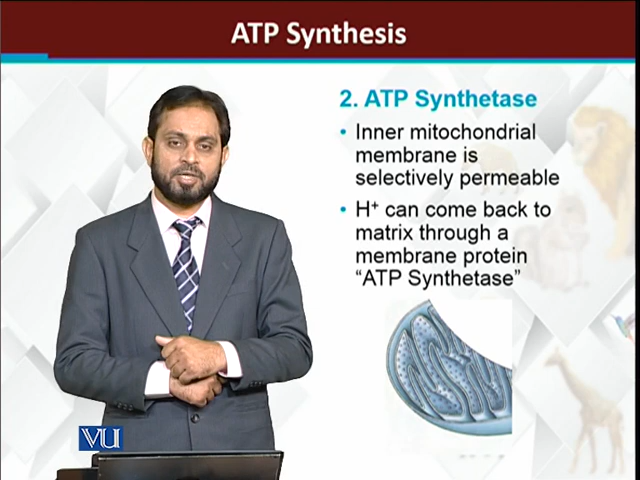 ATP Synthesis
2. ATP Synthetase
• Inner mitochondrial
membrane is
selectively permeable
• H⁺ can come back to
matrix through a
membrane protein
“ATP Synthetase”
VU